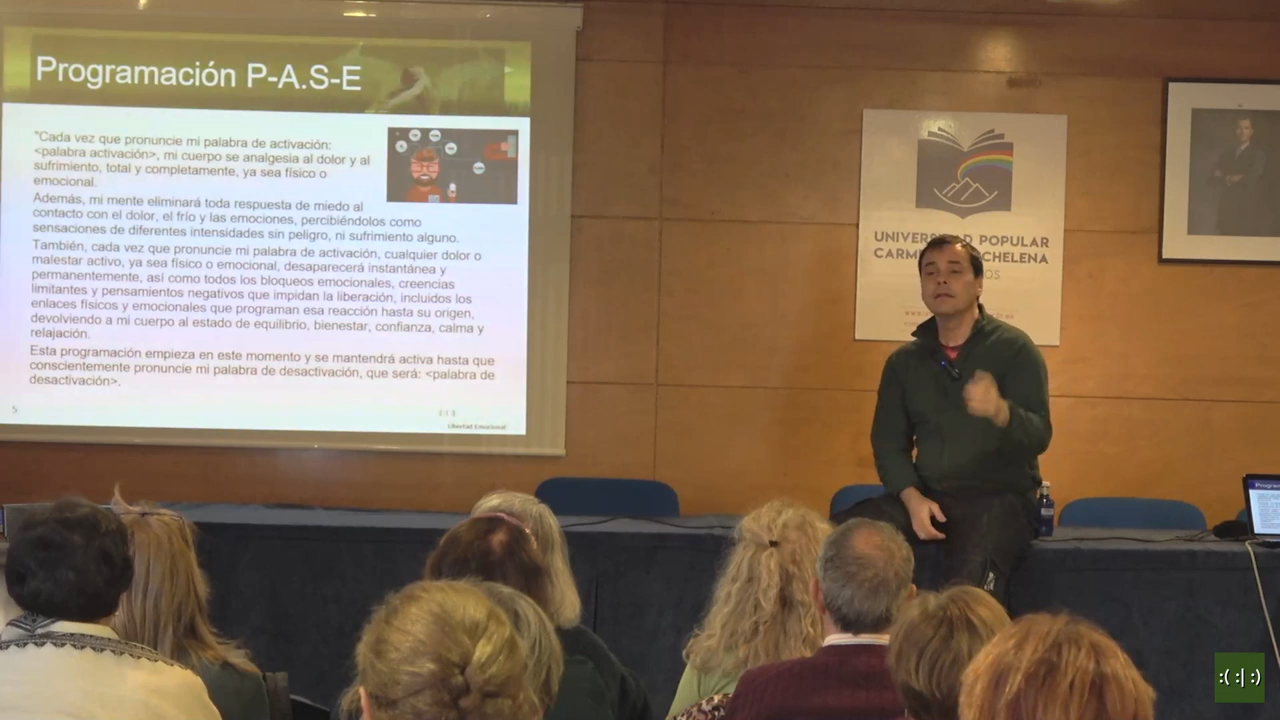 Programación P-A.S-E
"Cada vez que pronuncie mi palabra de activación:
<palabra activación>, mi cuerpo se analgesia al dolor y al
sufrimiento, total y completamente, ya sea físico o
emocional.
Además, mi mente eliminará toda respuesta de miedo al
contacto con el dolor, el frío y las emociones, percibiéndolos como
sensaciones de diferentes intensidades sin peligro, ni sufrimiento alguno.
También, cada vez que pronuncie mi palabra de activación, cualquier dolor o
malestar activo, ya sea físico o emocional, desaparecerá instantánea y
permanentemente, así como todos los bloqueos emocionales, creencias
limitantes y pensamientos negativos que impidan la liberación, incluidos los
enlaces físicos y emocionales que programan esa reacción hasta su origen,
devolviendo a mi cuerpo al estado de equilibrio, bienestar, confianza, calma y
relajación.
Esta programación empieza en este momento y se mantendrá activa hasta que
conscientemente pronuncie mi palabra de desactivación, que será: <palabra de
desactivación>.
5
Libertad Emocional
UNIVERSIDAD POPULAR
:( :| :)